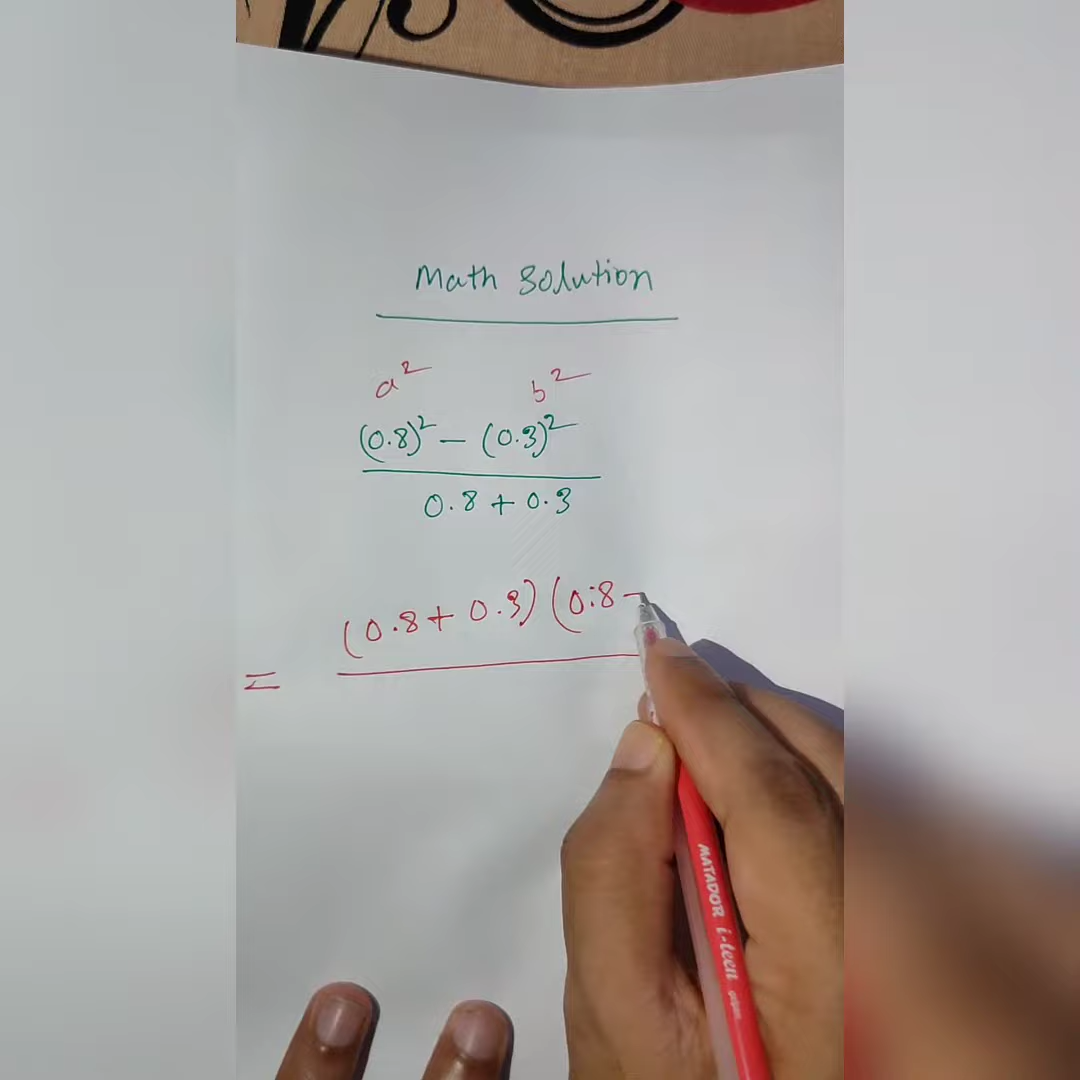 Math Solution
a² b²
(0.8)² - (0.3)²
0.8 + 0.3
= (0.8 + 0.3) (0.8 -
MATADOR i-teen